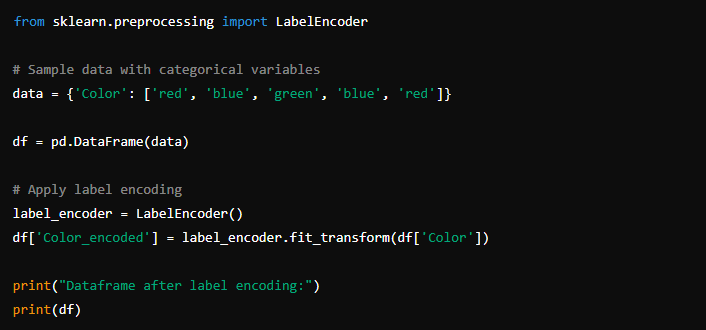 from sklearn.preprocessing import LabelEncoder
# Sample data with categorical variables
data = {'Color': ['red', 'blue', 'green', 'blue', 'red']}
df = pd.DataFrame(data)
# Apply label encoding
label_encoder = LabelEncoder()
df['Color_encoded'] = label_encoder.fit_transform(df['Color'])
print("Dataframe after label encoding:")
print(df)